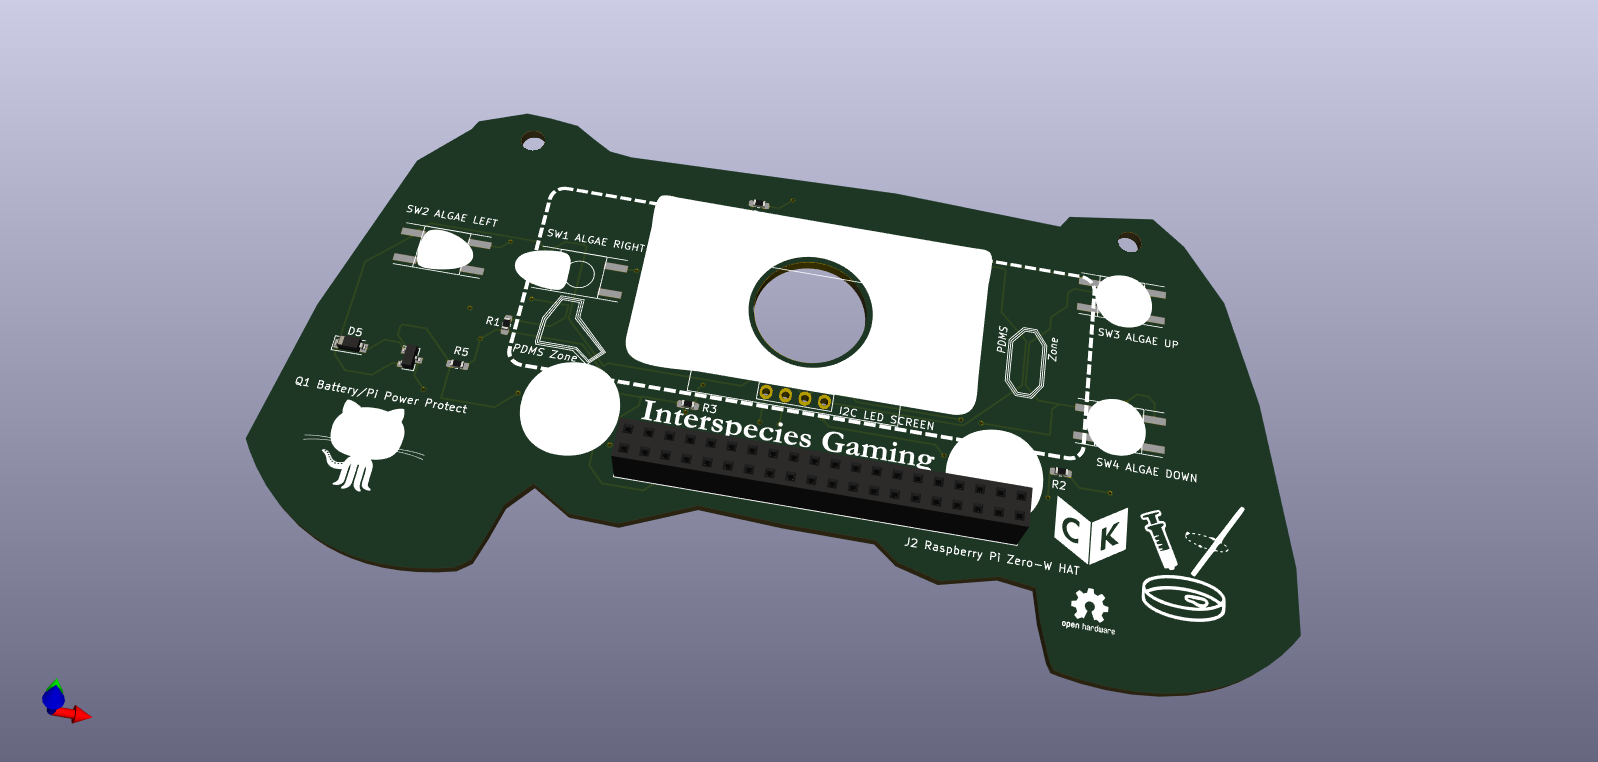 SW2 ALGAE LEFT
SW1 ALGAE RIGHT
SW3 ALGAE UP
D5
R1
R5
PDMS Zone
PDMS Zone
Q1 Battery/Pi Power Protect
R3
I2C LED SCREEN
Interspecies Gaming
SW4 ALGAE DOWN
R2
C K
J2 Raspberry Pi Zero-W HAT
open hardware